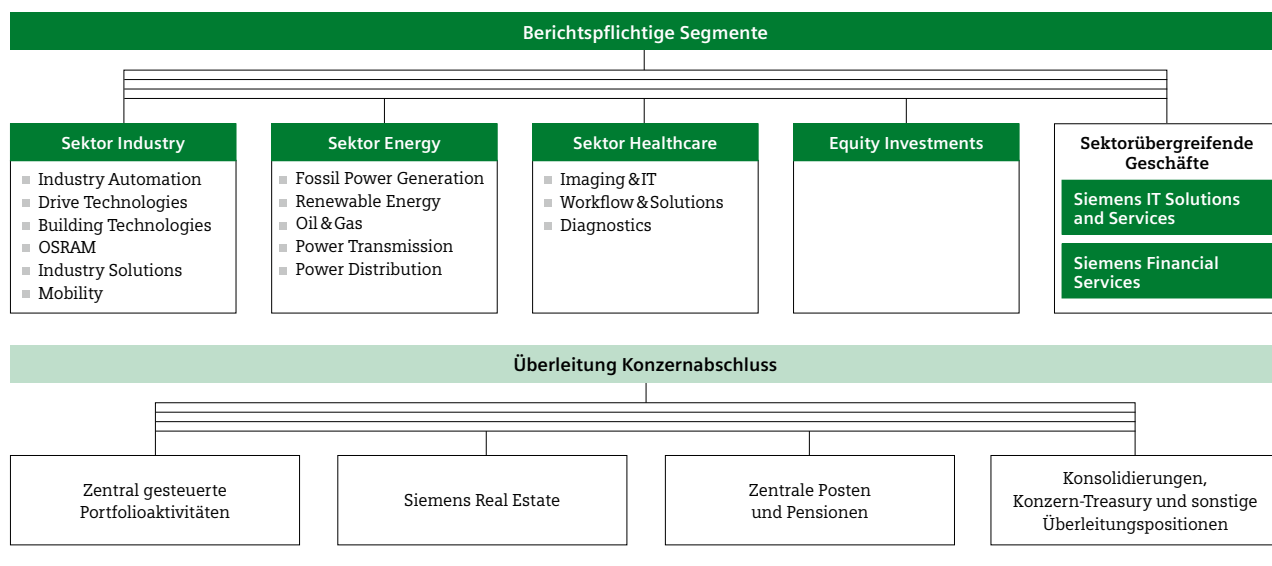 Berichtspflichtige Segmente
Sektor Industry
Industry Automation
Drive Technologies
Building Technologies
OSRAM
Industry Solutions
Mobility
Sektor Energy
Fossil Power Generation
Renewable Energy
Oil & Gas
Power Transmission
Power Distribution
Sektor Healthcare
Imaging & IT
Workflow & Solutions
Diagnostics
Equity Investments
Sektorübergreifende
Geschäfte
Siemens IT Solutions
and Services
Siemens Financial
Services
Überleitung Konzernabschluss
Zentral gesteuerte
Portfolioaktivitäten
Siemens Real Estate
Zentrale Posten
und Pensionen
Konsolidierungen,
Konzern-Treasury und sonstige
Überleitungspositionen